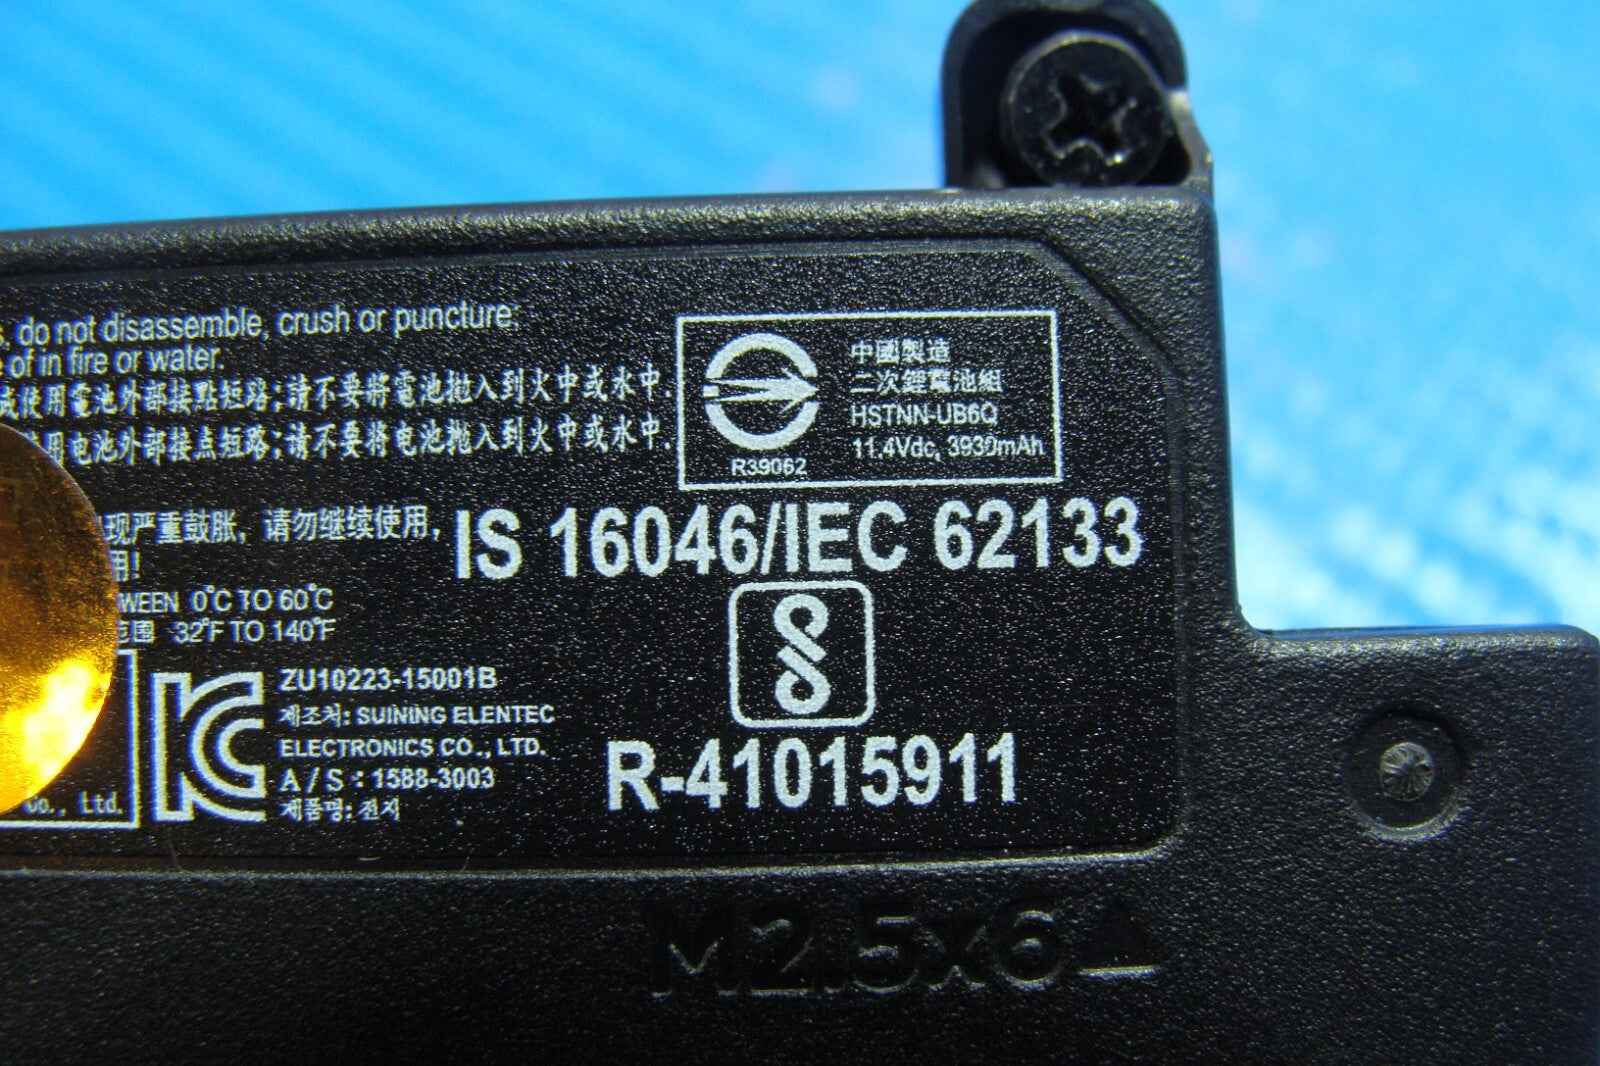 s, do not disassemble, crush or puncture;
e of in fire or water.
或使用電池外部接點短路;請不要將電池拋入到火中或水中.
使用电池外部接点短路;请不要将电池抛入到火中或水中.
现严重鼓胀，请勿继续使用，
用!
WEEN 0°C TO 60°C
范围 32°F TO 140°F
Co., Ltd.
ZU10223-15001B
제조처: SUINING ELENTEC
ELECTRONICS CO., LTD.
A/S : 1588-3003
제품명: 전지
R39062
中國製造
二次鋰電池組
HSTNN-UB6Q
11.4Vdc, 3930mAh
IS 16046/IEC 62133
R-41015911
M2.5x6